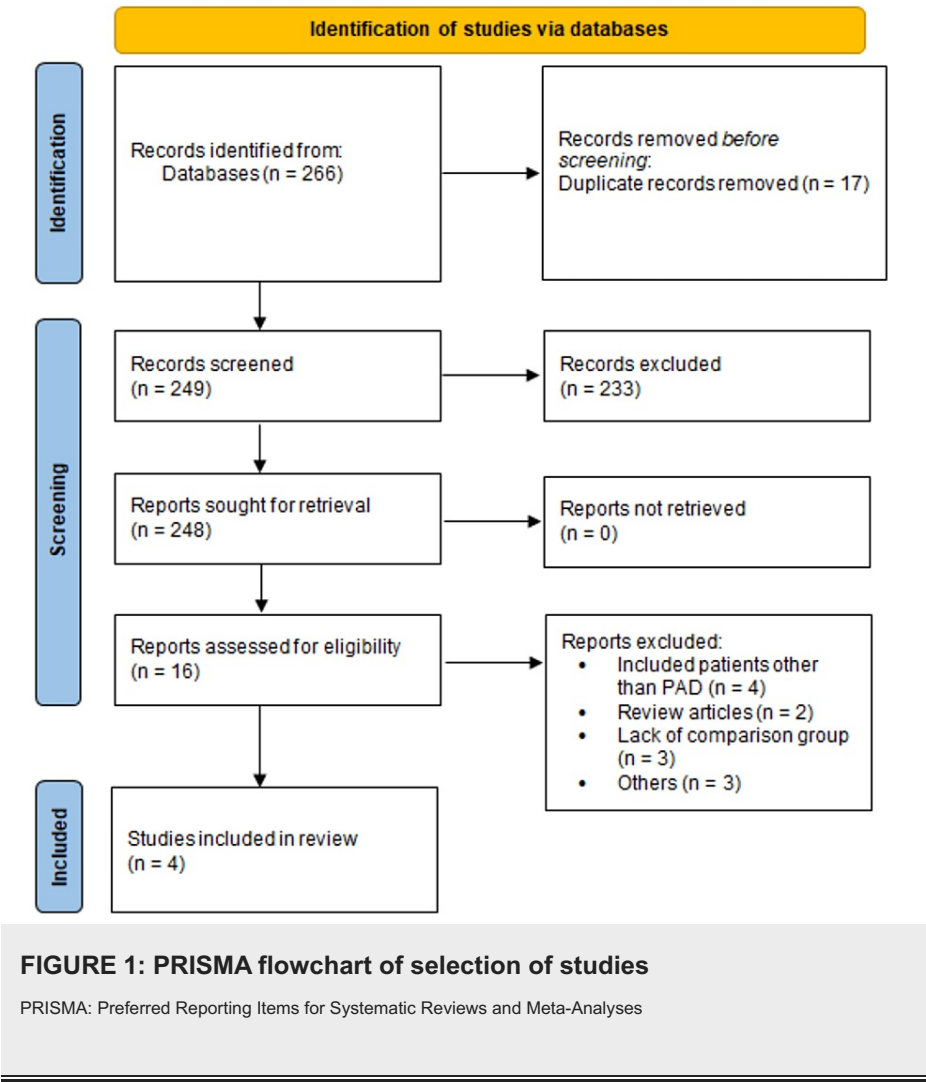 Identification of studies via databases
Identification
Records identified from:
Databases (n = 266)
Records removed before
screening:
Duplicate records removed (n = 17)
Screening
Records screened
(n = 249)
Records excluded
(n = 233)
Reports sought for retrieval
(n = 248)
Reports not retrieved
(n = 0)
Reports assessed for eligibility
(n = 16)
Reports excluded:
• Included patients other
than PAD (n = 4)
• Review articles (n = 2)
• Lack of comparison group
(n = 3)
• Others (n = 3)
Included
Studies included in review
(n = 4)
FIGURE 1: PRISMA flowchart of selection of studies
PRISMA: Preferred Reporting Items for Systematic Reviews and Meta-Analyses